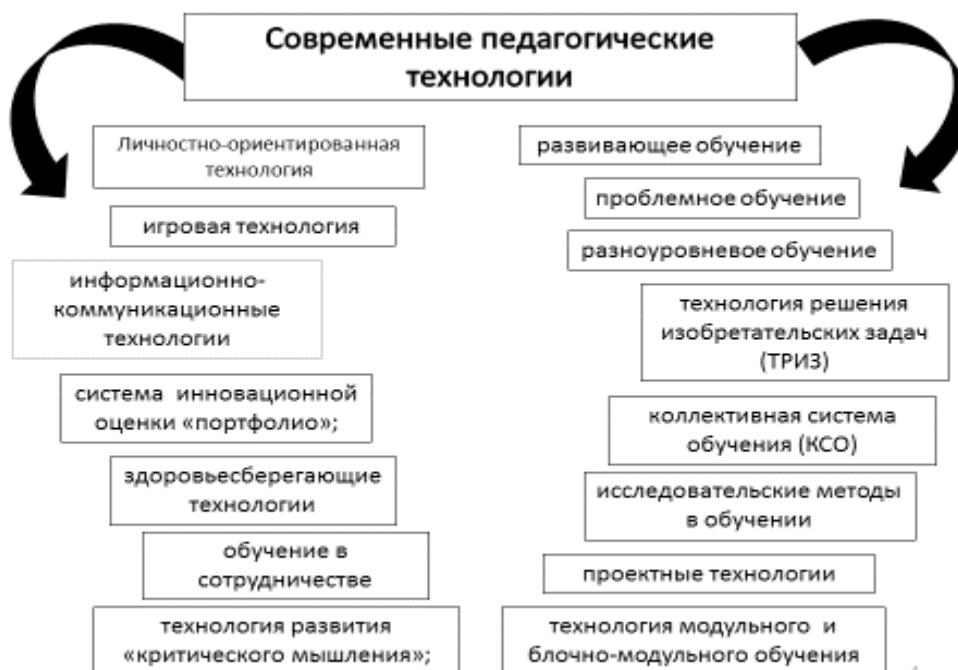 Современные педагогические
технологии
Личностно-ориентированная
технология
игровая технология
информационно-
коммуникационные
технологии
система инновационной
оценки «портфолио»;
здоровьесберегающие
технологии
обучение в
сотрудничестве
технология развития
«критического мышления»;
развивающее обучение
проблемное обучение
разноуровневое обучение
технология решения
изобретательских задач
(ТРИЗ)
коллективная система
обучения (КСО)
исследовательские методы
в обучении
проектные технологии
технология модульного и
блочно-модульного обучения